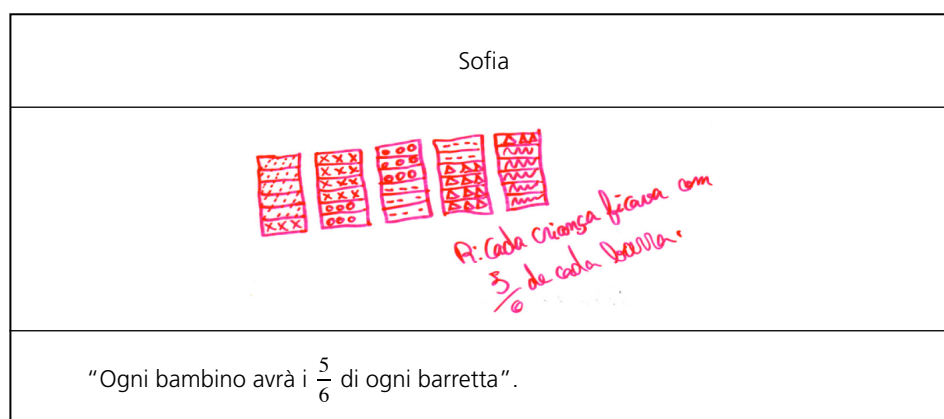 Sofia
R: Cada criança ficava com
5/6 de cada barra.
“Ogni bambino avrà i 5/6 di ogni barretta”.